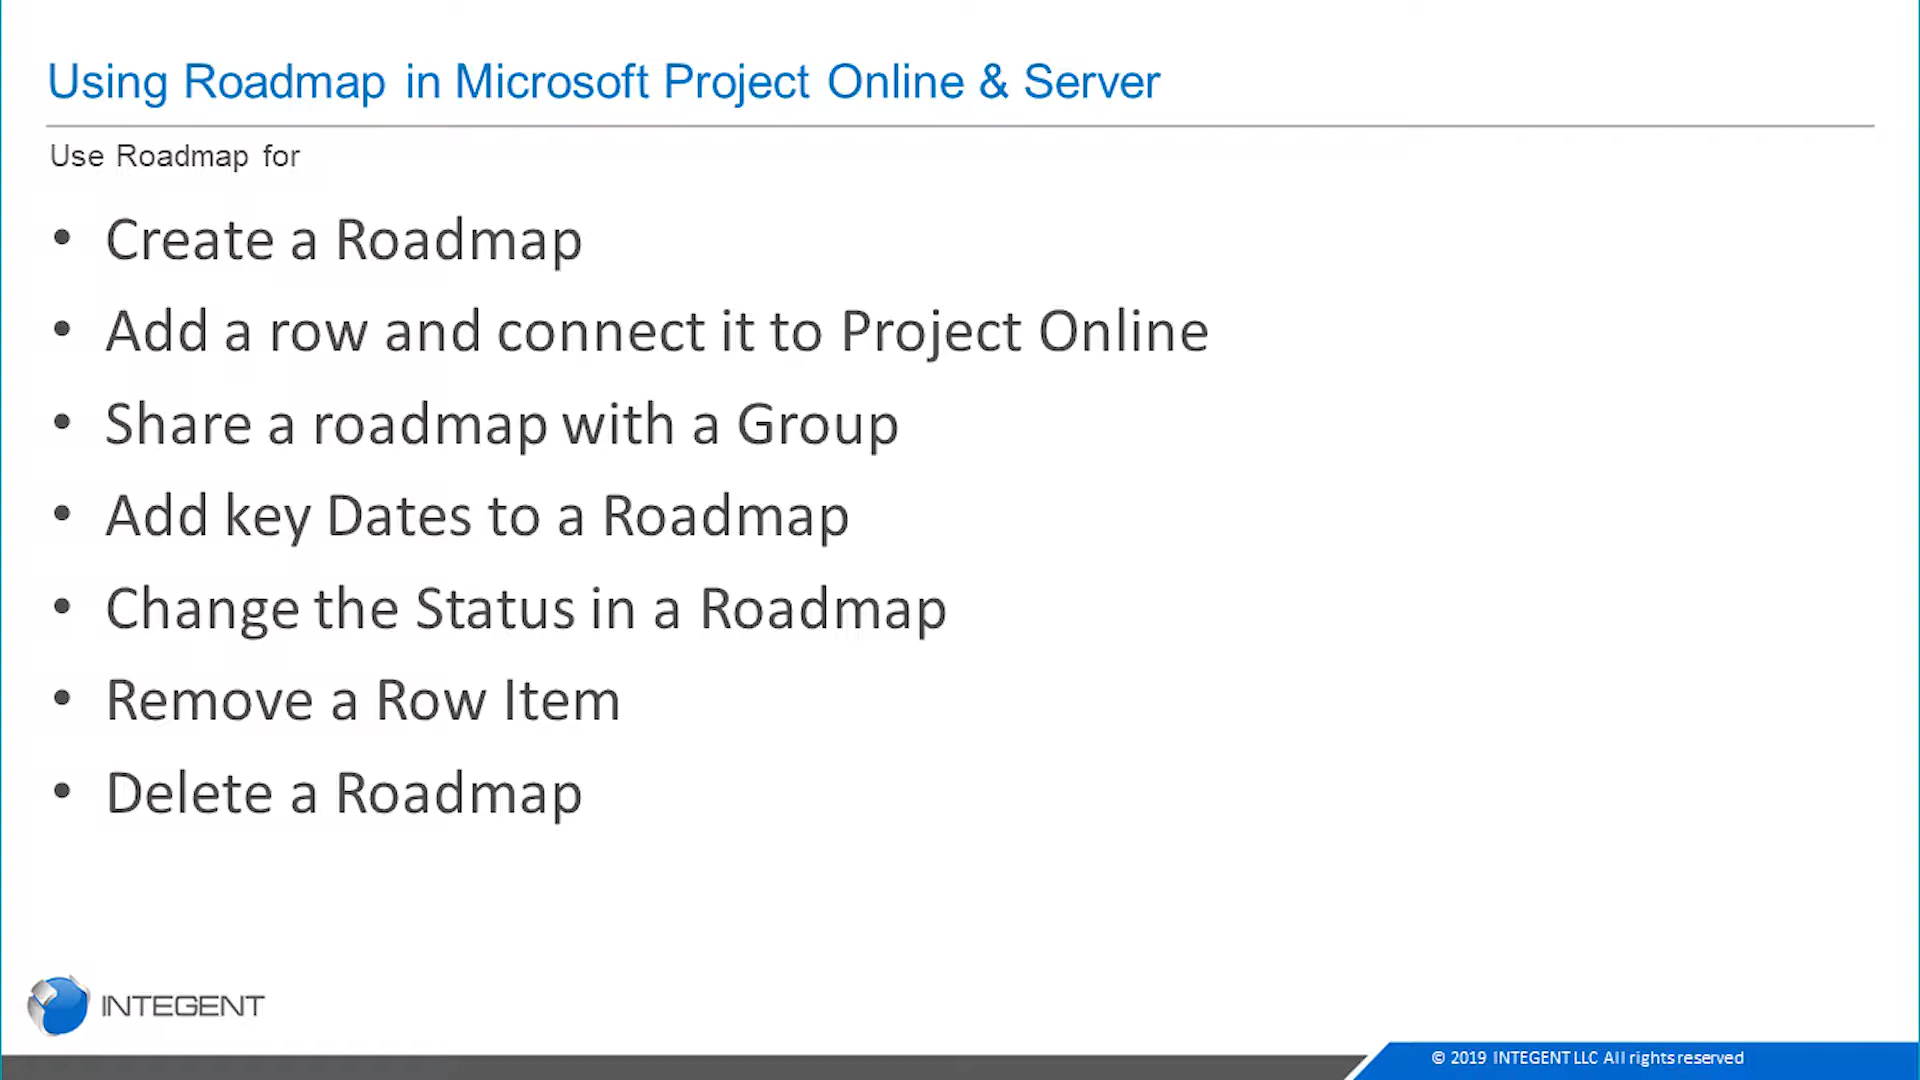 Using Roadmap in Microsoft Project Online & Server
Use Roadmap for
• Create a Roadmap
• Add a row and connect it to Project Online
• Share a roadmap with a Group
• Add key Dates to a Roadmap
• Change the Status in a Roadmap
• Remove a Row Item
• Delete a Roadmap
INTEGENT
© 2019 INTEGENT LLC All rights reserved